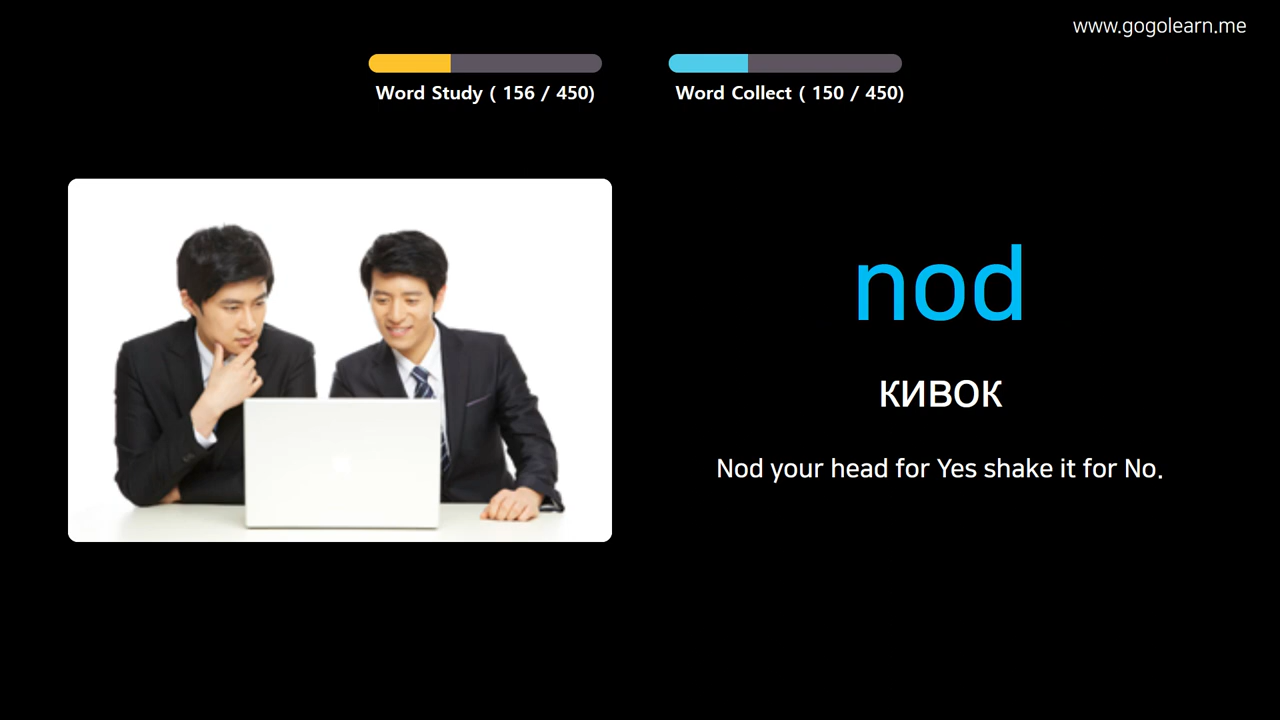 www.gogolearn.me
Word Study ( 156 / 450)
Word Collect ( 150 / 450)
nod
кивок
Nod your head for Yes shake it for No.